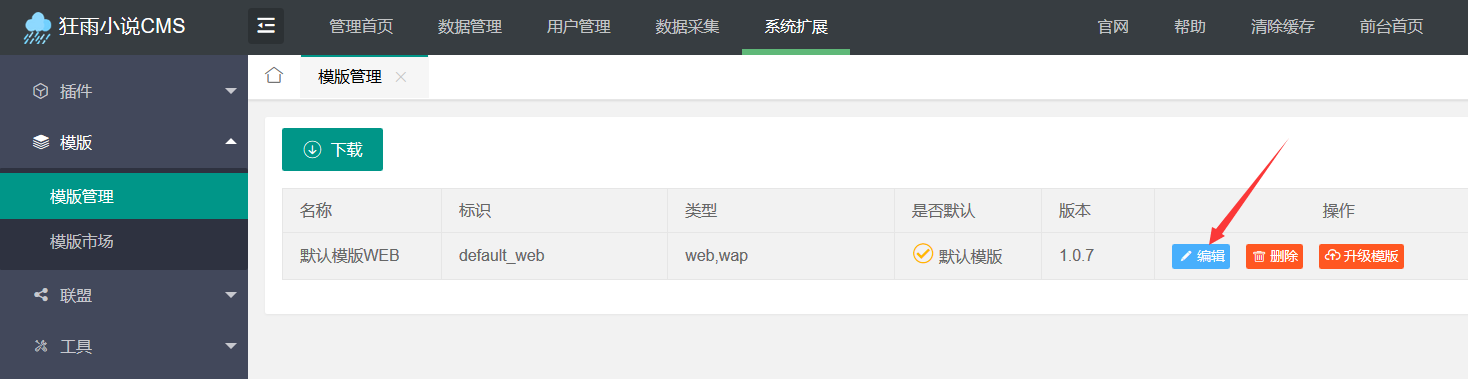 狂雨小说CMS
管理首页 数据管理 用户管理 数据采集 系统扩展 官网 帮助 清除缓存 前台首页
插件
模版
模版管理
模版市场
联盟
工具
模版管理
下载
名称 标识 类型 是否默认 版本 操作
默认模版WEB default_web web,wap 默认模版 1.0.7 编辑 删除 升级模版